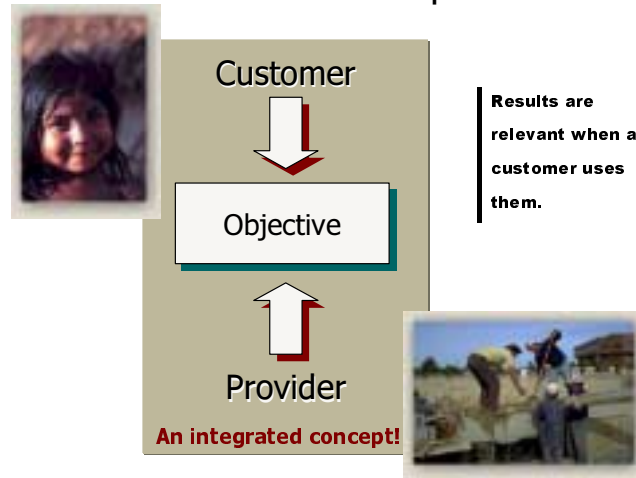 Customer
Objective
Provider
An integrated concept!
Results are
relevant when a
customer uses
them.